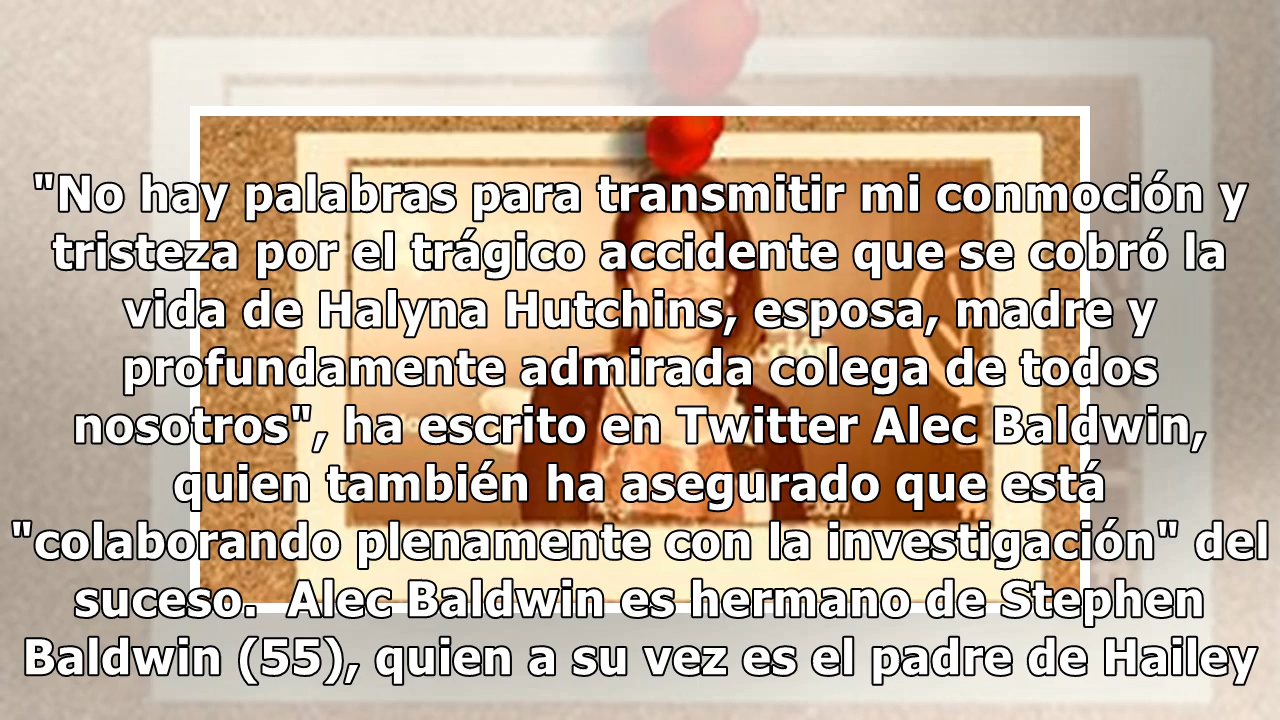 "No hay palabras para transmitir mi conmoción y
tristeza por el trágico accidente que se cobró la
vida de Halyna Hutchins, esposa, madre y
profundamente admirada colega de todos
nosotros", ha escrito en Twitter Alec Baldwin,
quien también ha asegurado que está
"colaborando plenamente con la investigación" del
suceso.  Alec Baldwin es hermano de Stephen
Baldwin (55), quien a su vez es el padre de Hailey